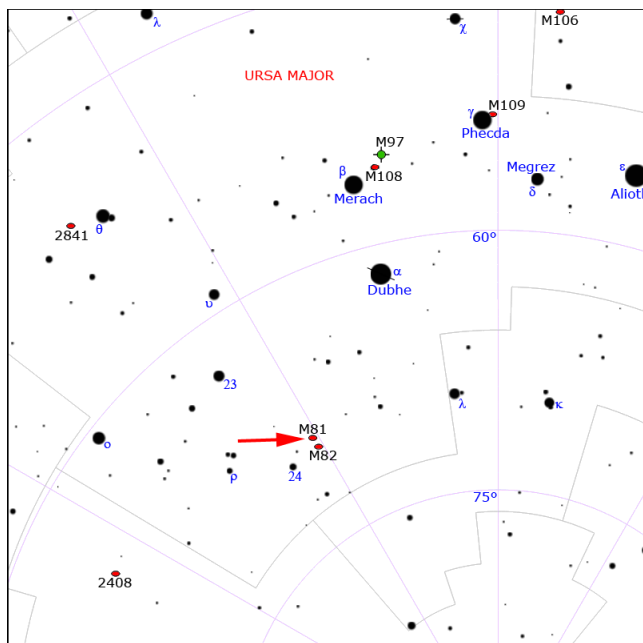 M106
λ
χ
URSA MAJOR
M109
γ
Phecda
M97
M108
β
Merach
Megrez
δ
ε
Alioth
θ
2841
60°
α
Dubhe
υ
23
λ
κ
M81
M82
ο
ρ
24
75°
2408